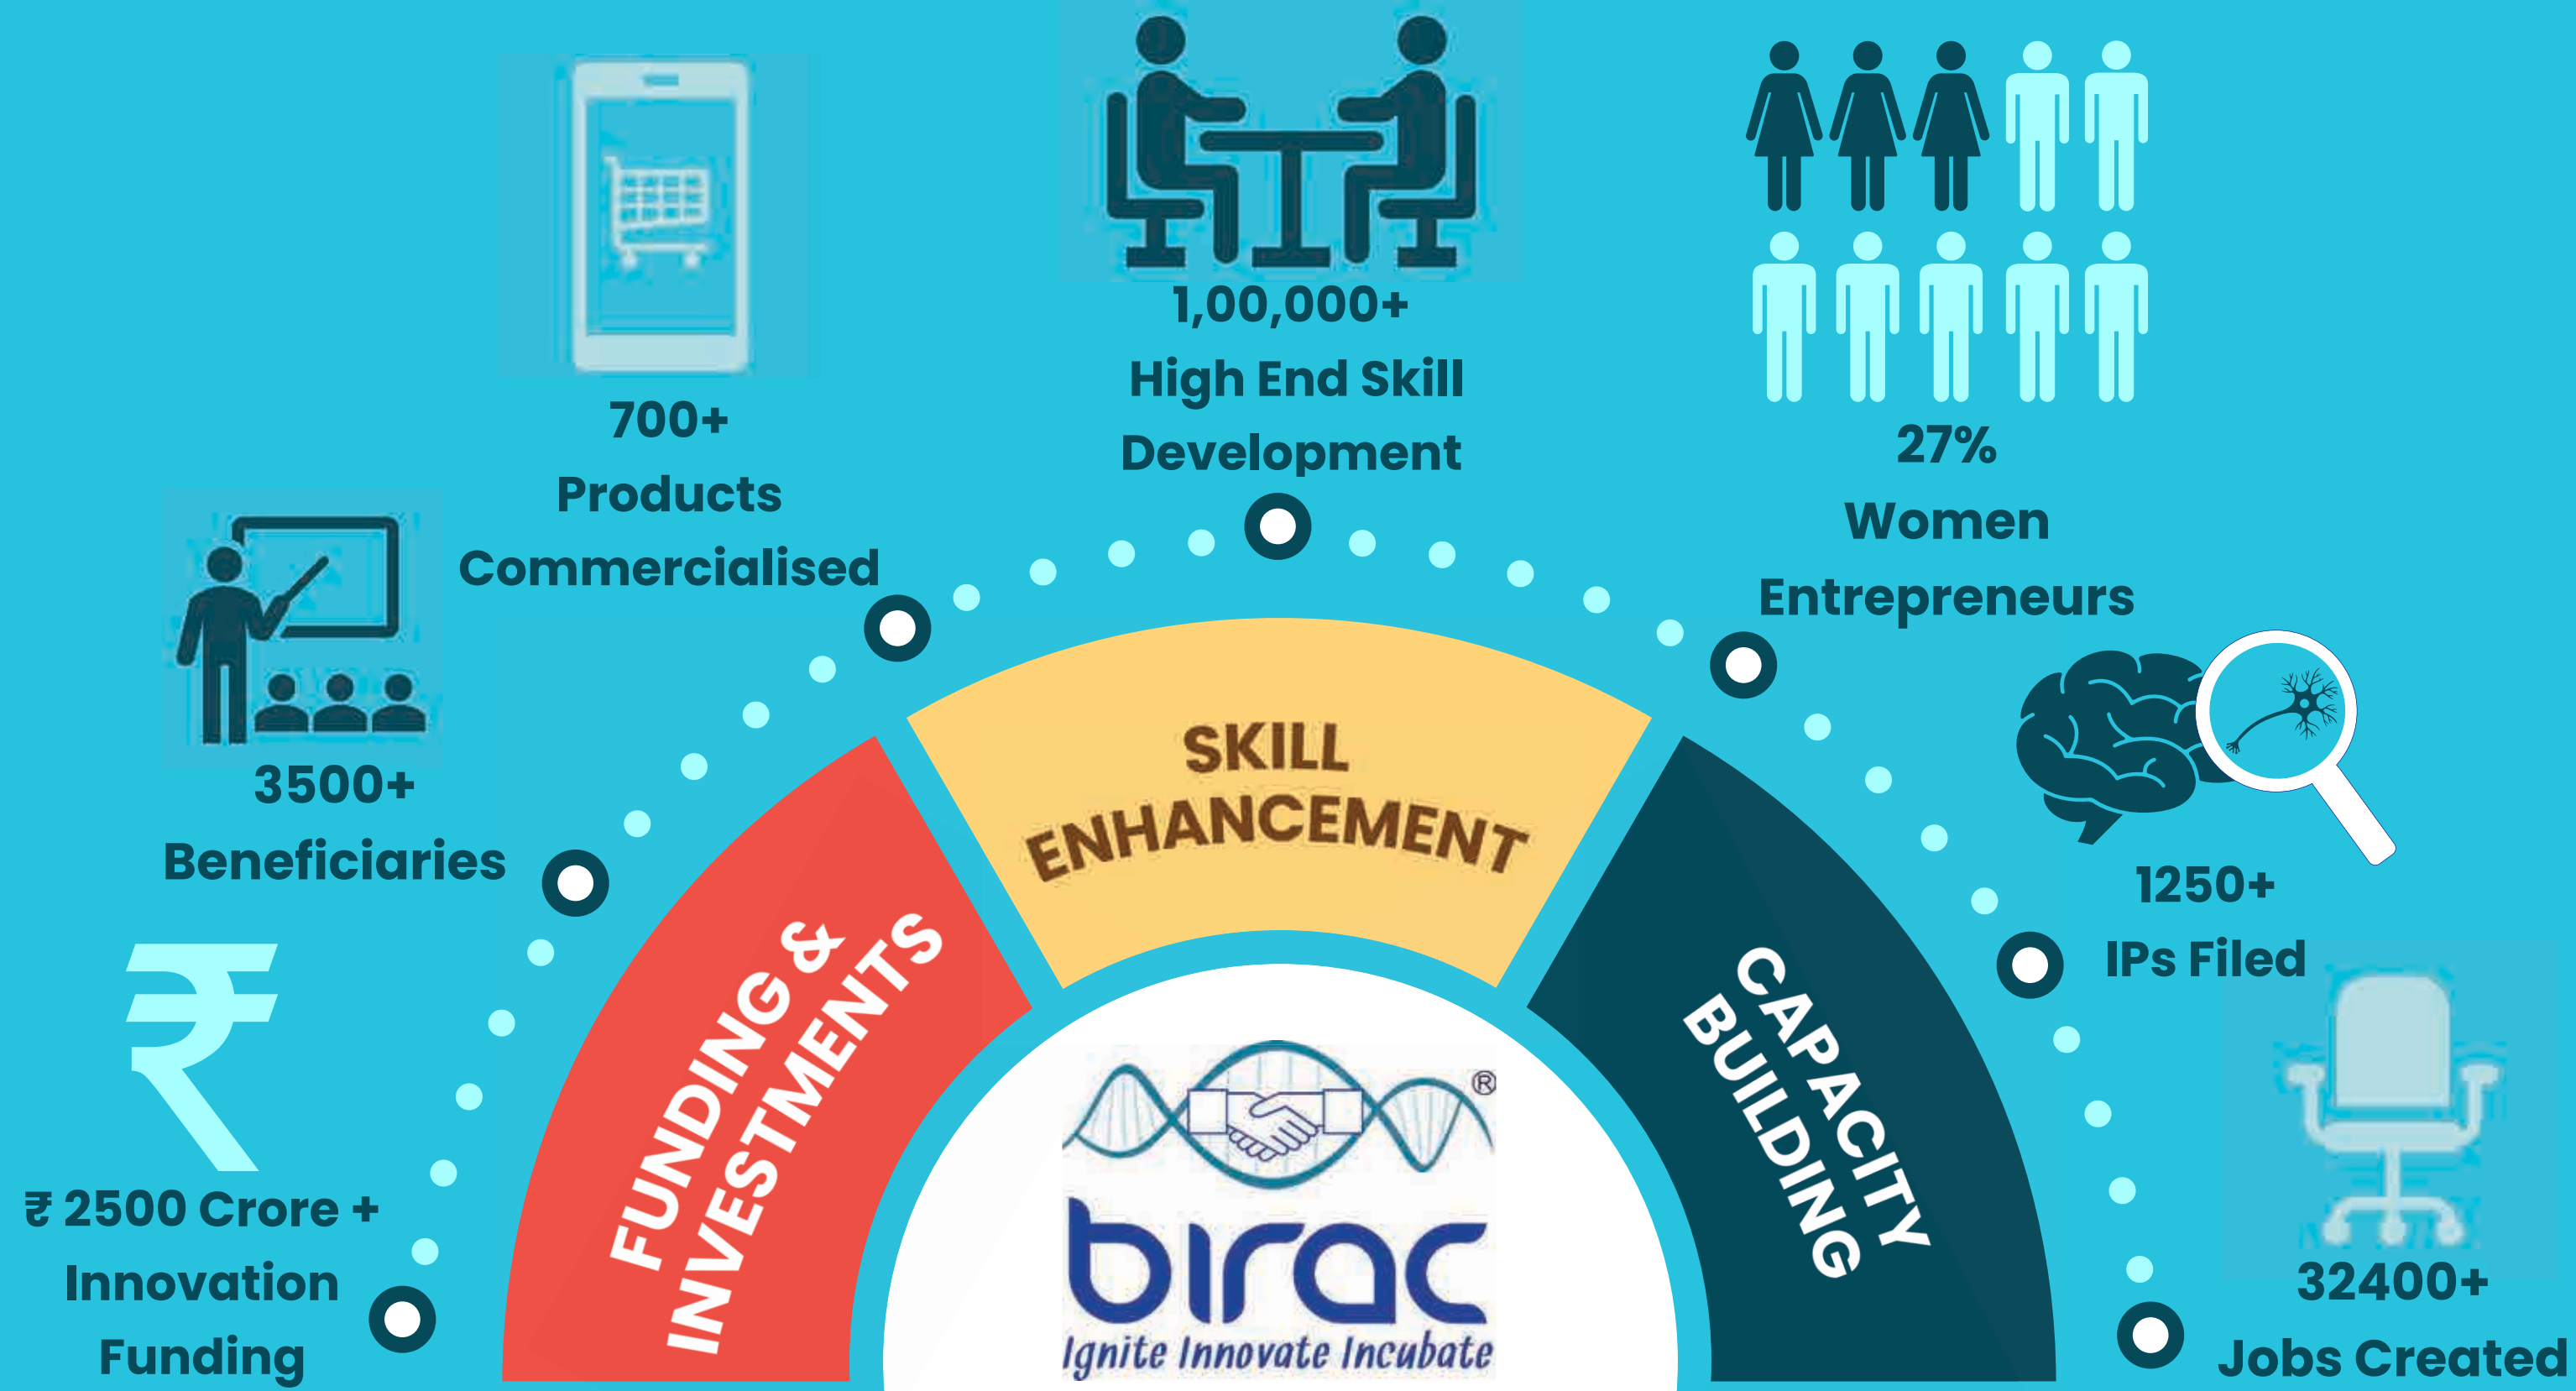 ₹ 2500 Crore +
Innovation
Funding
3500+
Beneficiaries
700+
Products
Commercialised
1,00,000+
High End Skill
Development
27%
Women
Entrepreneurs
1250+
IPs Filed
32400+
Jobs Created
FUNDING &
INVESTMENTS
SKILL
ENHANCEMENT
CAPACITY
BUILDING
®
birac
Ignite Innovate Incubate